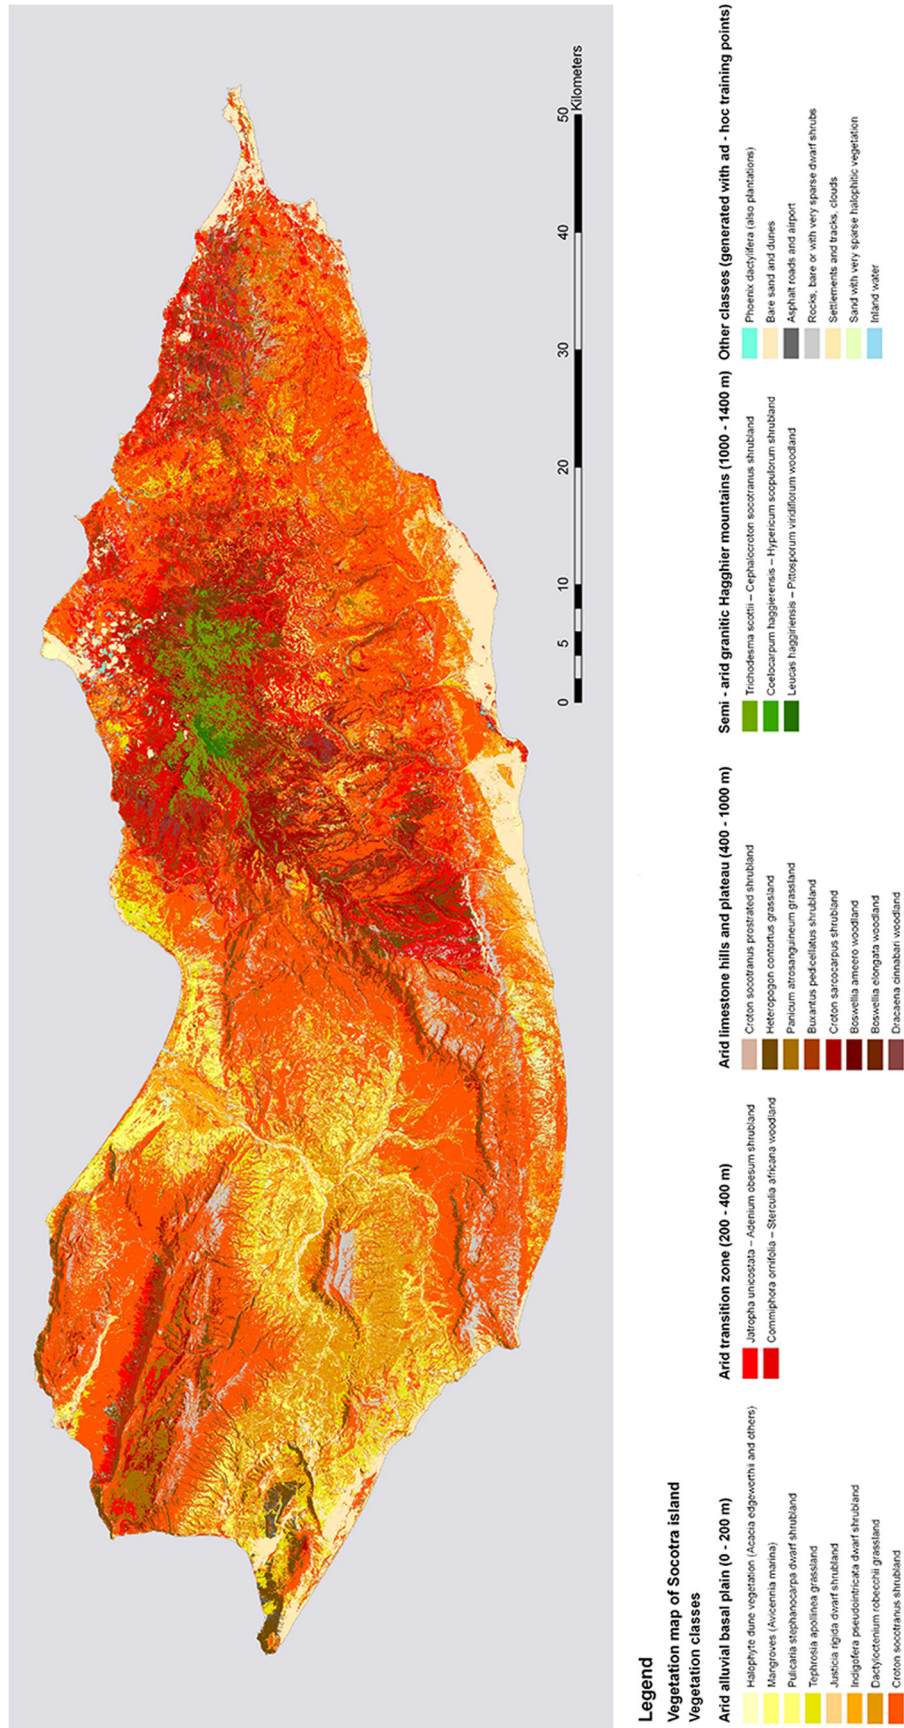 0 5 10 20 30 40 50
Kilometers
Legend
Vegetation map of Socotra island
Vegetation classes
Arid alluvial basal plain (0 - 200 m)
Halophyte dune vegetation (Acacia edgeworthii and others)
Mangroves (Avicennia marina)
Pulicaria stephanocarpa dwarf shrubland
Tephrosia apollinea grassland
Justicia rigida dwarf shrubland
Indigofera pseudointricata dwarf shrubland
Dactyloctenium robecchii grassland
Croton socotranus shrubland
Arid transition zone (200 - 400 m)
Jatropha unicostata – Adenium obesum shrubland
Commiphora ornifolia – Sterculia africana woodland
Arid limestone hills and plateau (400 - 1000 m)
Croton socotranus prostrated shrubland
Heteropogon contortus grassland
Panicum atrosanguineum grassland
Buxantus pedicellatus shrubland
Croton sarcocarpus shrubland
Boswellia ameero woodland
Boswellia elongata woodland
Dracaena cinnabari woodland
Semi - arid granitic Hagghier mountains (1000 - 1400 m)
Trichodesma scottii – Cephalocroton socotranus shrubland
Coelocarpum haggierensis – Hypericum scopulorum shrubland
Leucas haggiriensis – Pittosporum viridiflorum woodland
Other classes (generated with ad - hoc training points)
Phoenix dactylifera (also plantations)
Bare sand and dunes
Asphalt roads and airport
Rocks, bare or with very sparse dwarf shrubs
Settlements and tracks, clouds
Sand with very sparse halophitic vegetation
Inland water